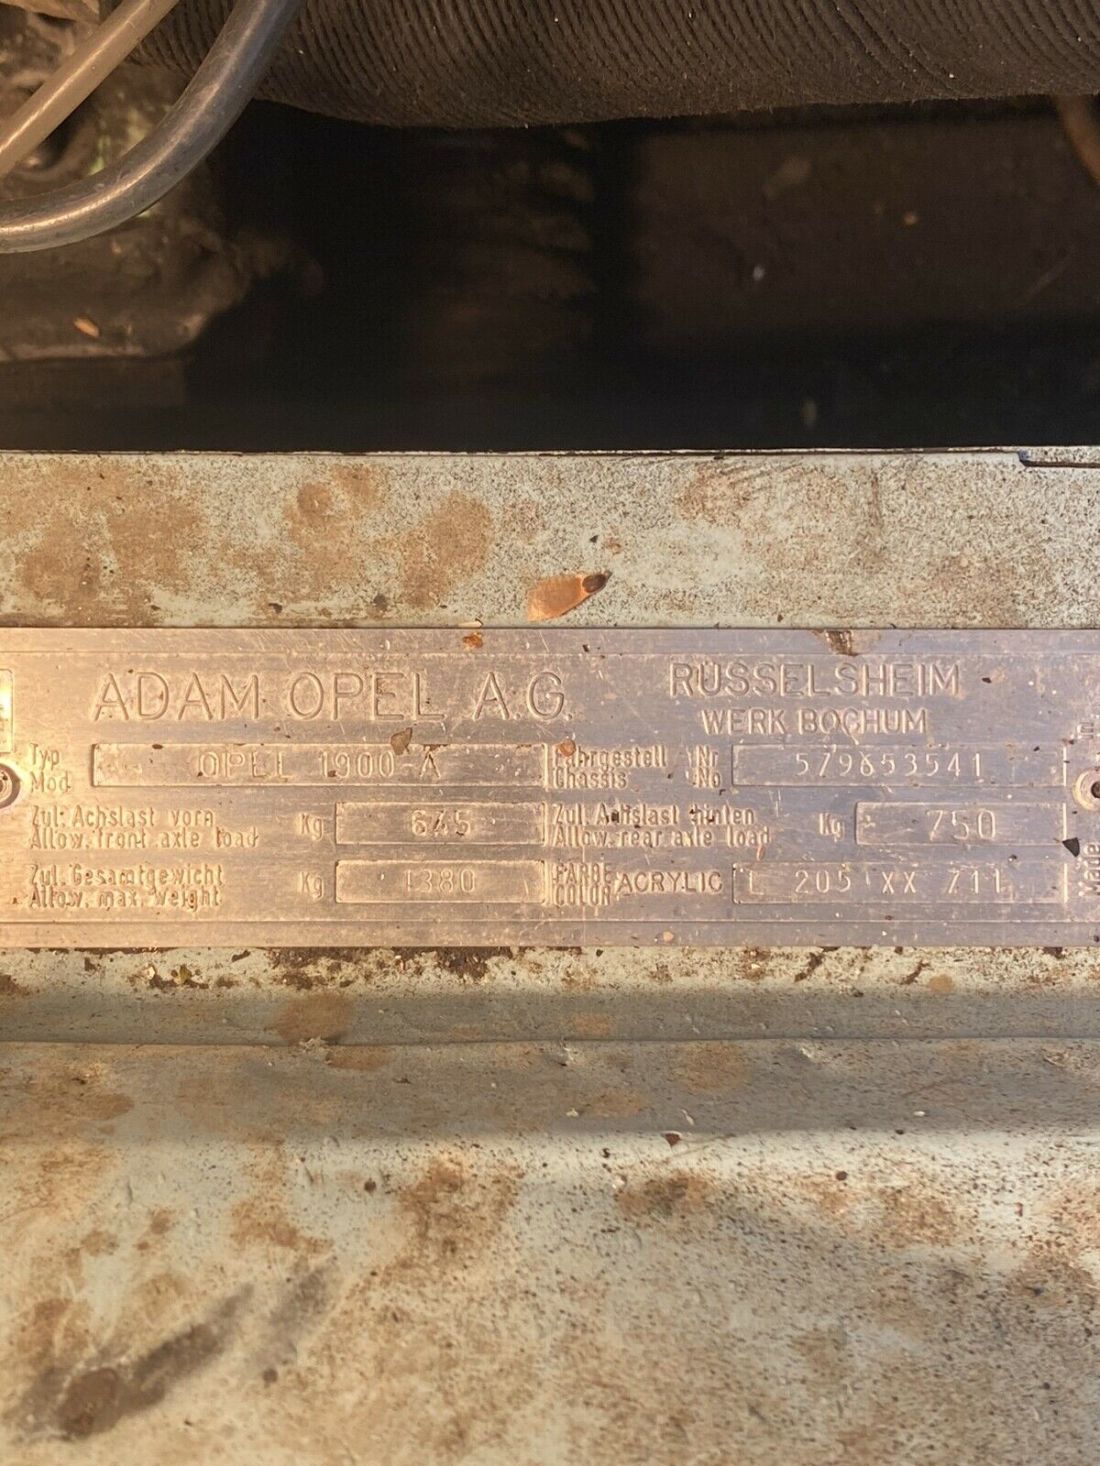 ADAM OPEL A.G. RÜSSELSHEIM
WERK BOCHUM
Typ Mod. OPEL 1900-A Fahrgestell Nr Chassis No 579653541
Zul. Achslast vorn Kg 645 Zul. Achslast hinten Kg 750
Allow. front axle load Allow. rear axle load
Zul. Gesamtgewicht Kg 1380 FARBE COLOR ACRYLIC L 205 XX 711
Allow. max. weight
Made in